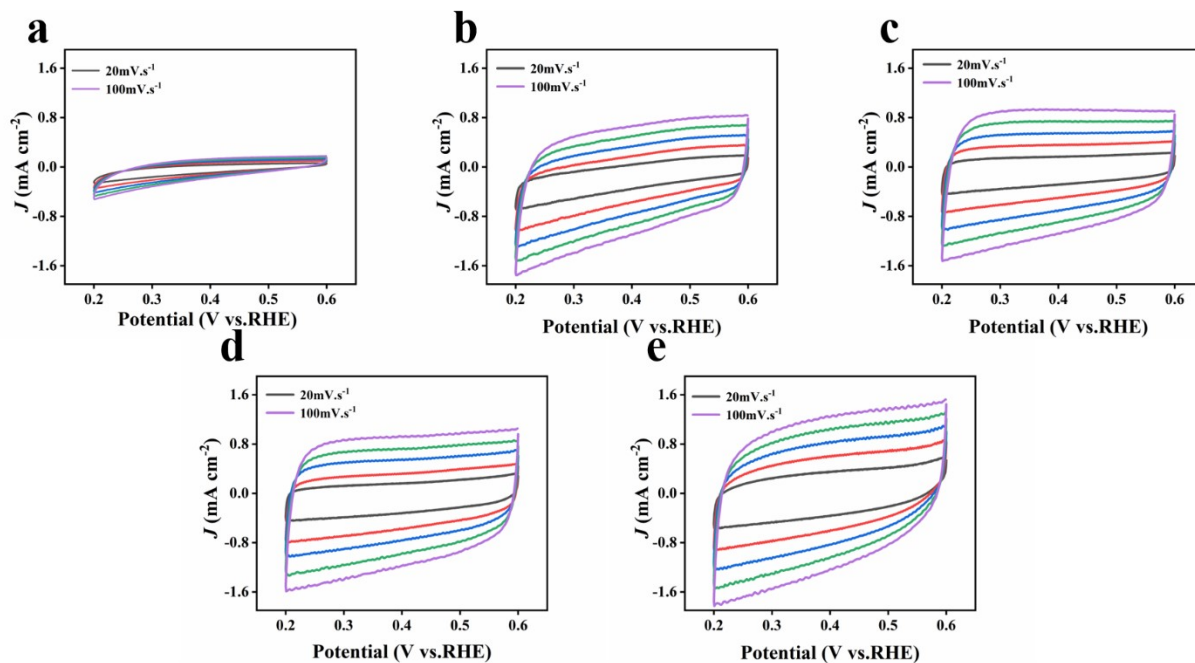 a
1.6
0.8
0.0
-0.8
-1.6
J (mA cm⁻²)
20mV.s⁻¹
100mV.s⁻¹
0.2 0.3 0.4 0.5 0.6
Potential (V vs.RHE)
b
1.6
0.8
0.0
-0.8
-1.6
J (mA cm⁻²)
20mV.s⁻¹
100mV.s⁻¹
0.2 0.3 0.4 0.5 0.6
Potential (V vs.RHE)
c
1.6
0.8
0.0
-0.8
-1.6
J (mA cm⁻²)
20mV.s⁻¹
100mV.s⁻¹
0.2 0.3 0.4 0.5 0.6
Potential (V vs.RHE)
d
1.6
0.8
0.0
-0.8
-1.6
J (mA cm⁻²)
20mV.s⁻¹
100mV.s⁻¹
0.2 0.3 0.4 0.5 0.6
Potential (V vs.RHE)
e
1.6
0.8
0.0
-0.8
-1.6
J (mA cm⁻²)
20mV.s⁻¹
100mV.s⁻¹
0.2 0.3 0.4 0.5 0.6
Potential (V vs.RHE)